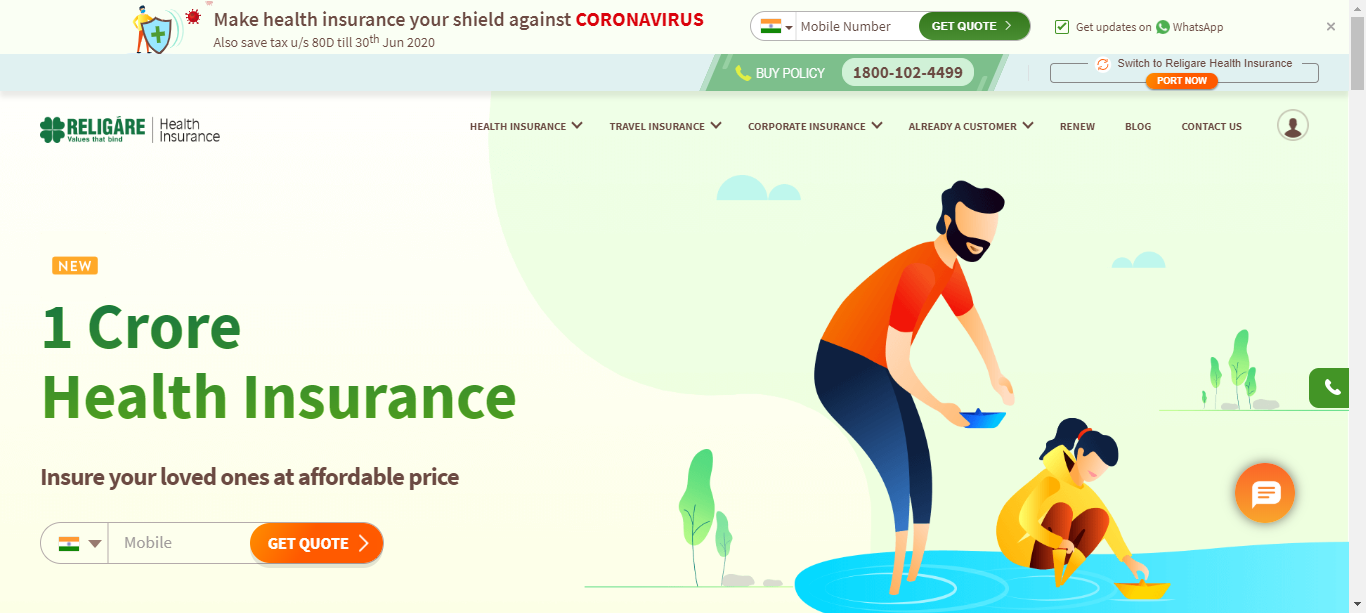 Make health insurance your shield against CORONAVIRUS
Also save tax u/s 80D till 30th Jun 2020
Mobile Number
GET QUOTE
Get updates on WhatsApp
BUY POLICY
1800-102-4499
Switch to Religare Health Insurance
PORT NOW
RELIGÁRE
Values that bind
Health
Insurance
HEALTH INSURANCE
TRAVEL INSURANCE
CORPORATE INSURANCE
ALREADY A CUSTOMER
RENEW
BLOG
CONTACT US
NEW
1 Crore
Health Insurance
Insure your loved ones at affordable price
Mobile
GET QUOTE